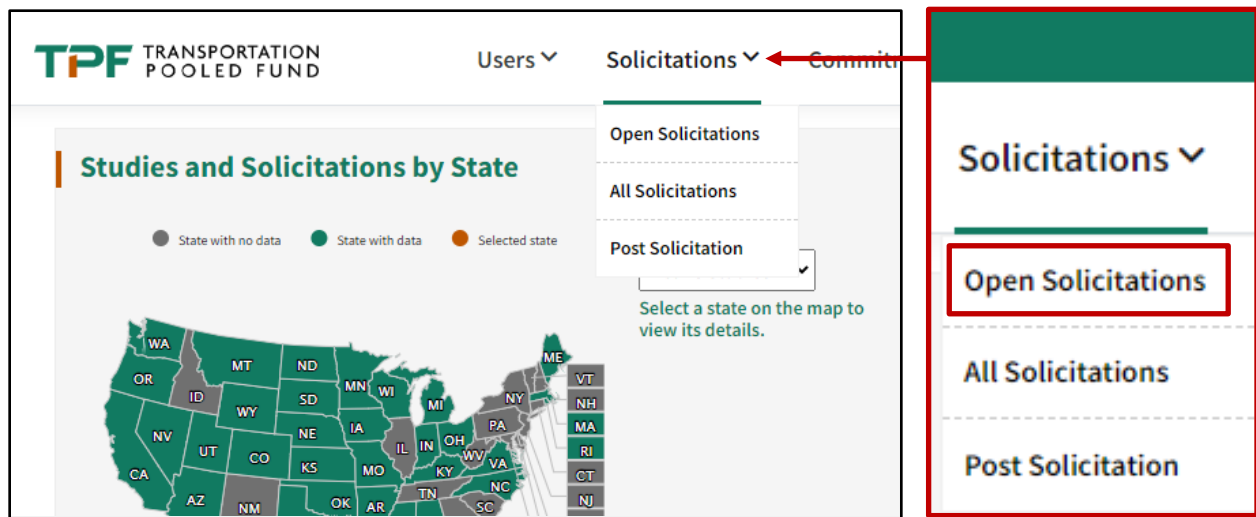 TPF TRANSPORTATION
POOLED FUND
Users
Solicitations
Open Solicitations
All Solicitations
Post Solicitation
Studies and Solicitations by State
State with no data
State with data
Selected state
Select a state on the map to
view its details.
WA
MT
ND
ME
VT
OR
ID
SD
MN
WI
MI
NY
NH
WY
NE
IA
PA
MA
NV
UT
CO
IL
IN
OH
WV
VA
RI
CA
KS
MO
KY
CT
AZ
NM
OK
AR
TN
NC
SC
NJ
Solicitations
Open Solicitations
All Solicitations
Post Solicitation